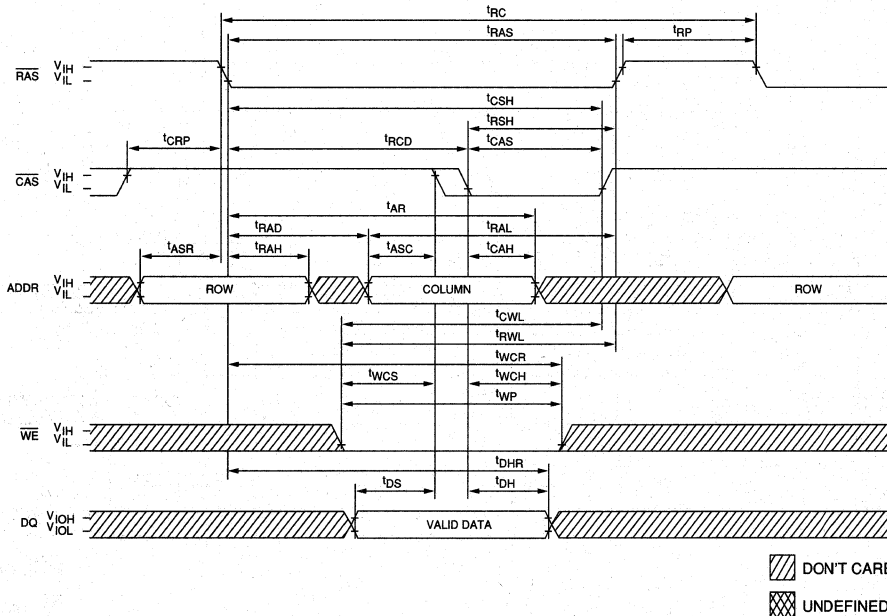 tRC
tRAS
tRP
RAS VIH
VIL
tCSH
tRSH
tCRP
tRCD
tCAS
CAS VIH
VIL
tAR
tRAD
tRAL
tASR
tRAH
tASC
tCAH
ADDR VIH
VIL
ROW
COLUMN
ROW
tCWL
tRWL
tWCR
tWCS
tWCH
tWP
WE VIH
VIL
tDHR
tDS
tDH
DQ VIOH
VIOL
VALID DATA
DON'T CARE
UNDEFINED